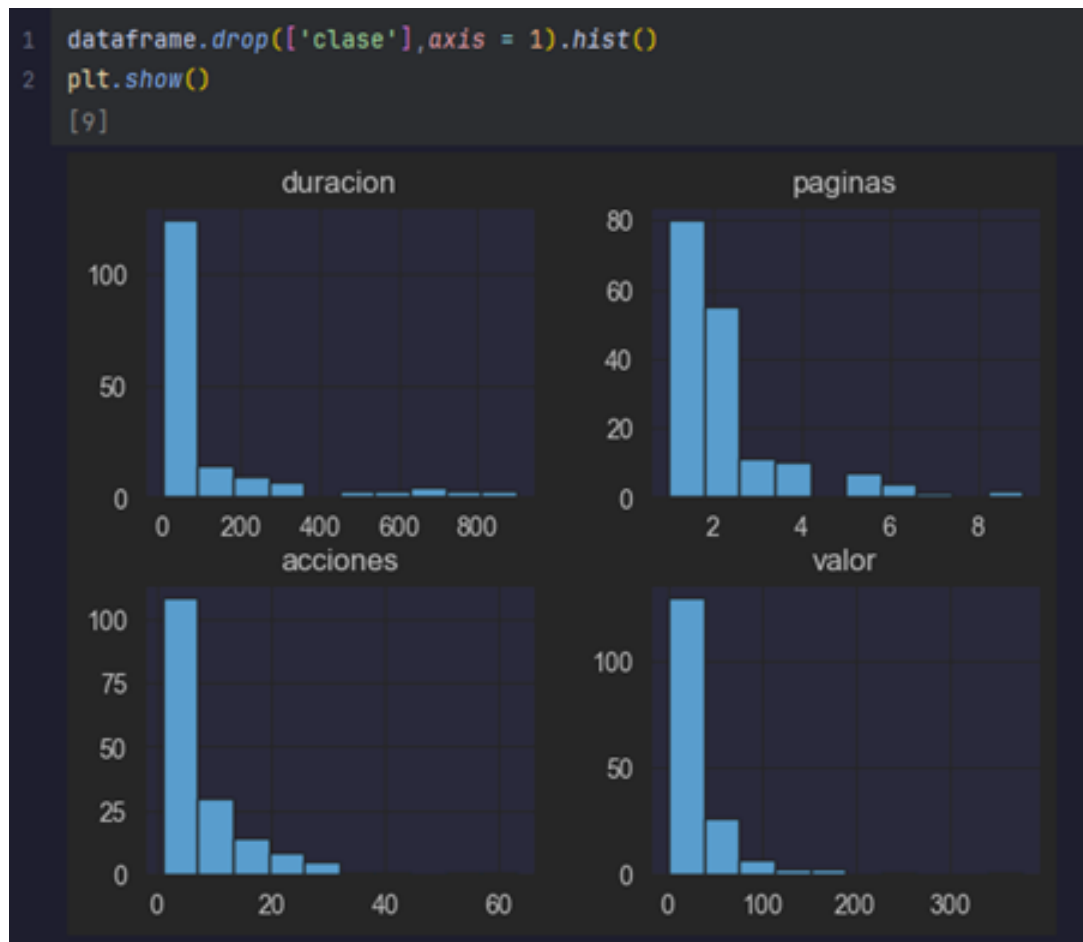 1 dataframe.drop(['clase'],axis = 1).hist()
2 plt.show()
[9]
duracion
100
50
0
0 200 400 600 800
paginas
80
60
40
20
0
2 4 6 8
acciones
100
75
50
25
0
0 20 40 60
valor
100
50
0
0 100 200 300